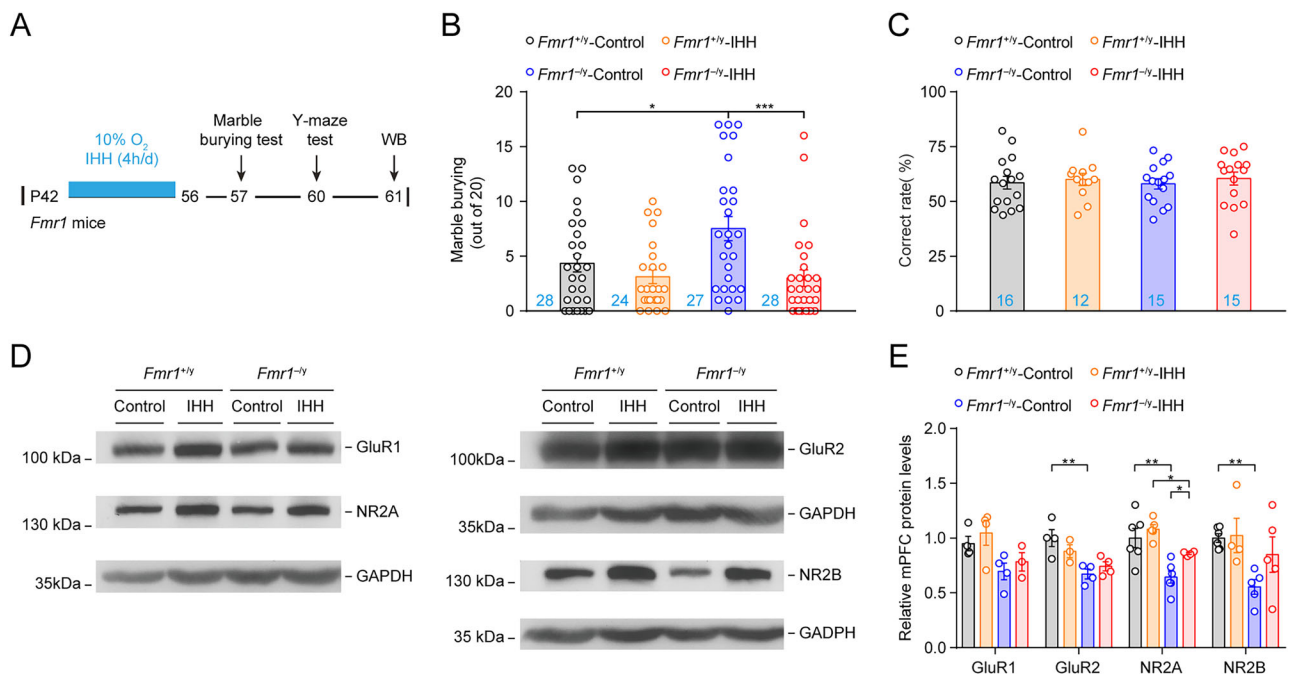 A
10% O2
IHH (4h/d)
Marble
burying test
Y-maze
test
WB
P42
56
57
60
61
Fmr1 mice
B
Fmr1+/y-Control
Fmr1+/y-IHH
Fmr1−/y-Control
Fmr1−/y-IHH
Marble burying
(out of 20)
20
15
10
5
0
*
***
28
24
27
28
C
Fmr1+/y-Control
Fmr1+/y-IHH
Fmr1−/y-Control
Fmr1−/y-IHH
Correct rate( %)
100
75
50
25
0
16
12
15
15
D
Fmr1+/y
Fmr1−/y
Control
IHH
Control
IHH
100 kDa
GluR1
130 kDa
NR2A
35kDa
GAPDH
Fmr1+/y
Fmr1−/y
Control
IHH
Control
IHH
100kDa
GluR2
35kDa
GAPDH
130 kDa
NR2B
35 kDa
GADPH
E
Fmr1+/y-Control
Fmr1+/y-IHH
Fmr1−/y-Control
Fmr1−/y-IHH
Relative mPFC protein levels
2.0
1.5
1.0
0.5
0.0
**
**
*
*
**
GluR1
GluR2
NR2A
NR2B